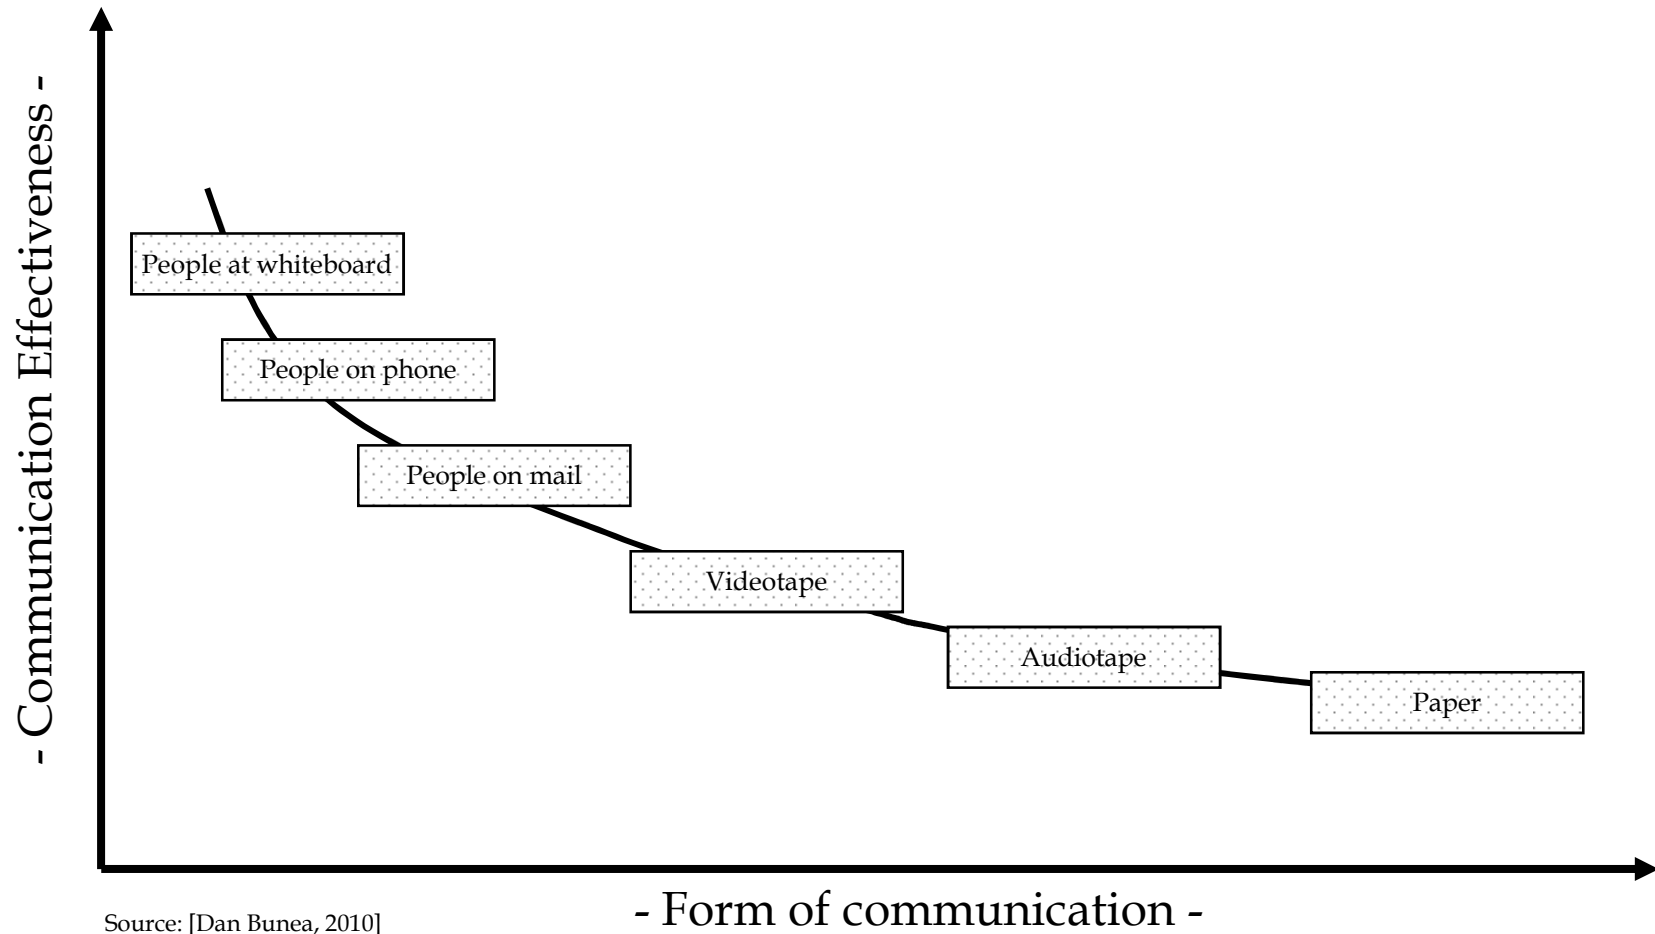 - Communication Effectiveness -
People at whiteboard
People on phone
People on mail
Videotape
Audiotape
Paper
- Form of communication -
Source: [Dan Bunea, 2010]